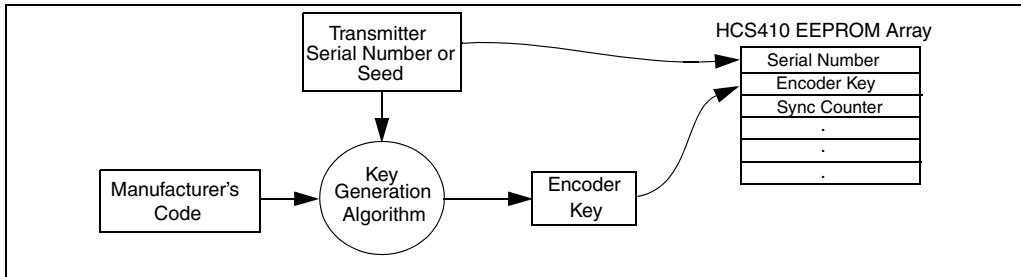 Transmitter
Serial Number or
Seed
HCS410 EEPROM Array
Serial Number
Encoder Key
Sync Counter
.
.
.
Manufacturer's
Code
Key
Generation
Algorithm
Encoder
Key